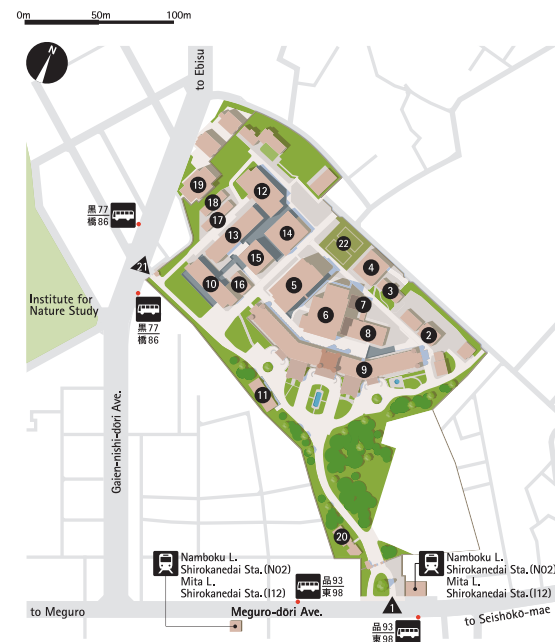 0m 50m 100m
N
to Ebisu
19
12
18
17
13
14
22
黒77
橋86
15
4
21
10
16
5
3
7
Institute for
Nature Study
黒77
橋86
6
8
2
9
11
Gaien-nishi-dōri Ave.
20
Namboku L.
Shirokanedai Sta.(N02)
Mita L.
Shirokanedai Sta.(I12)
品93
東98
Namboku L.
Shirokanedai Sta.(N02)
Mita L.
Shirokanedai Sta.(I12)
to Meguro
Meguro-dōri Ave.
1
to Seishoko-mae
品93
東98